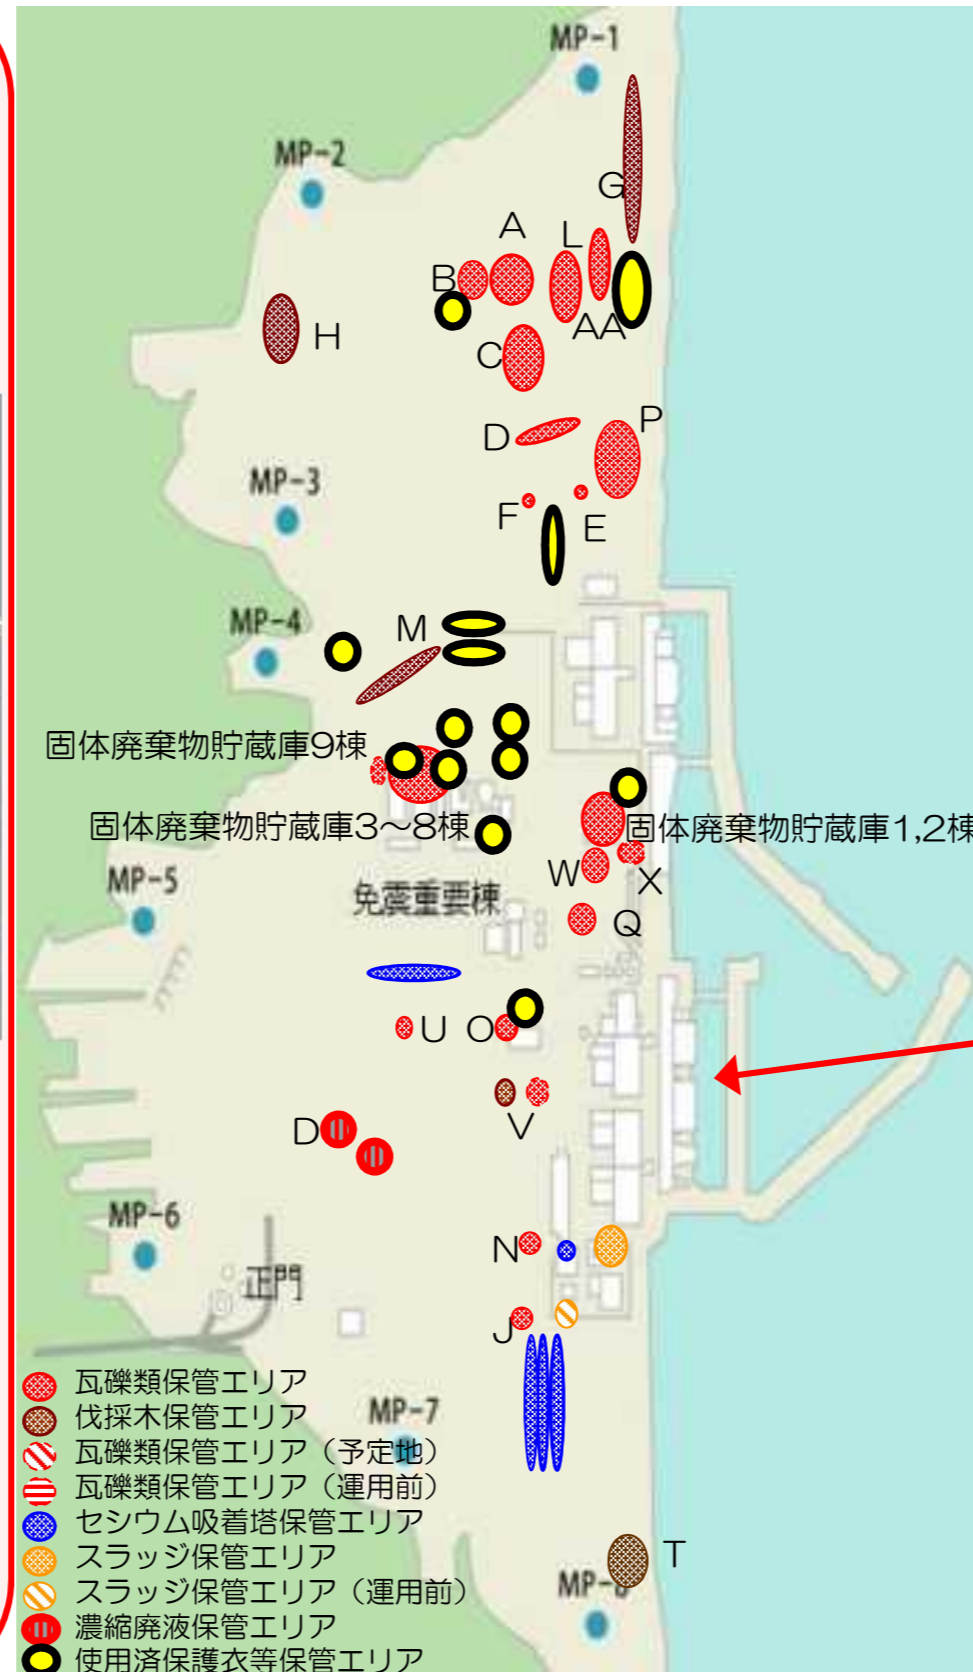 MP-1
MP-2
G
A
L
B
AA
H
C
P
D
MP-3
F
E
MP-4
M
固体廃棄物貯蔵庫9棟
固体廃棄物貯蔵庫3～8棟
固体廃棄物貯蔵庫1,2棟
W
X
MP-5
免震重要棟
Q
U
O
V
D
MP-6
N
正門
J
瓦礫類保管エリア
伐採木保管エリア
MP-7
瓦礫類保管エリア（予定地）
瓦礫類保管エリア（運用前）
セシウム吸着塔保管エリア
スラッジ保管エリア
T
スラッジ保管エリア（運用前）
MP-8
濃縮廃液保管エリア
使用済保護衣等保管エリア